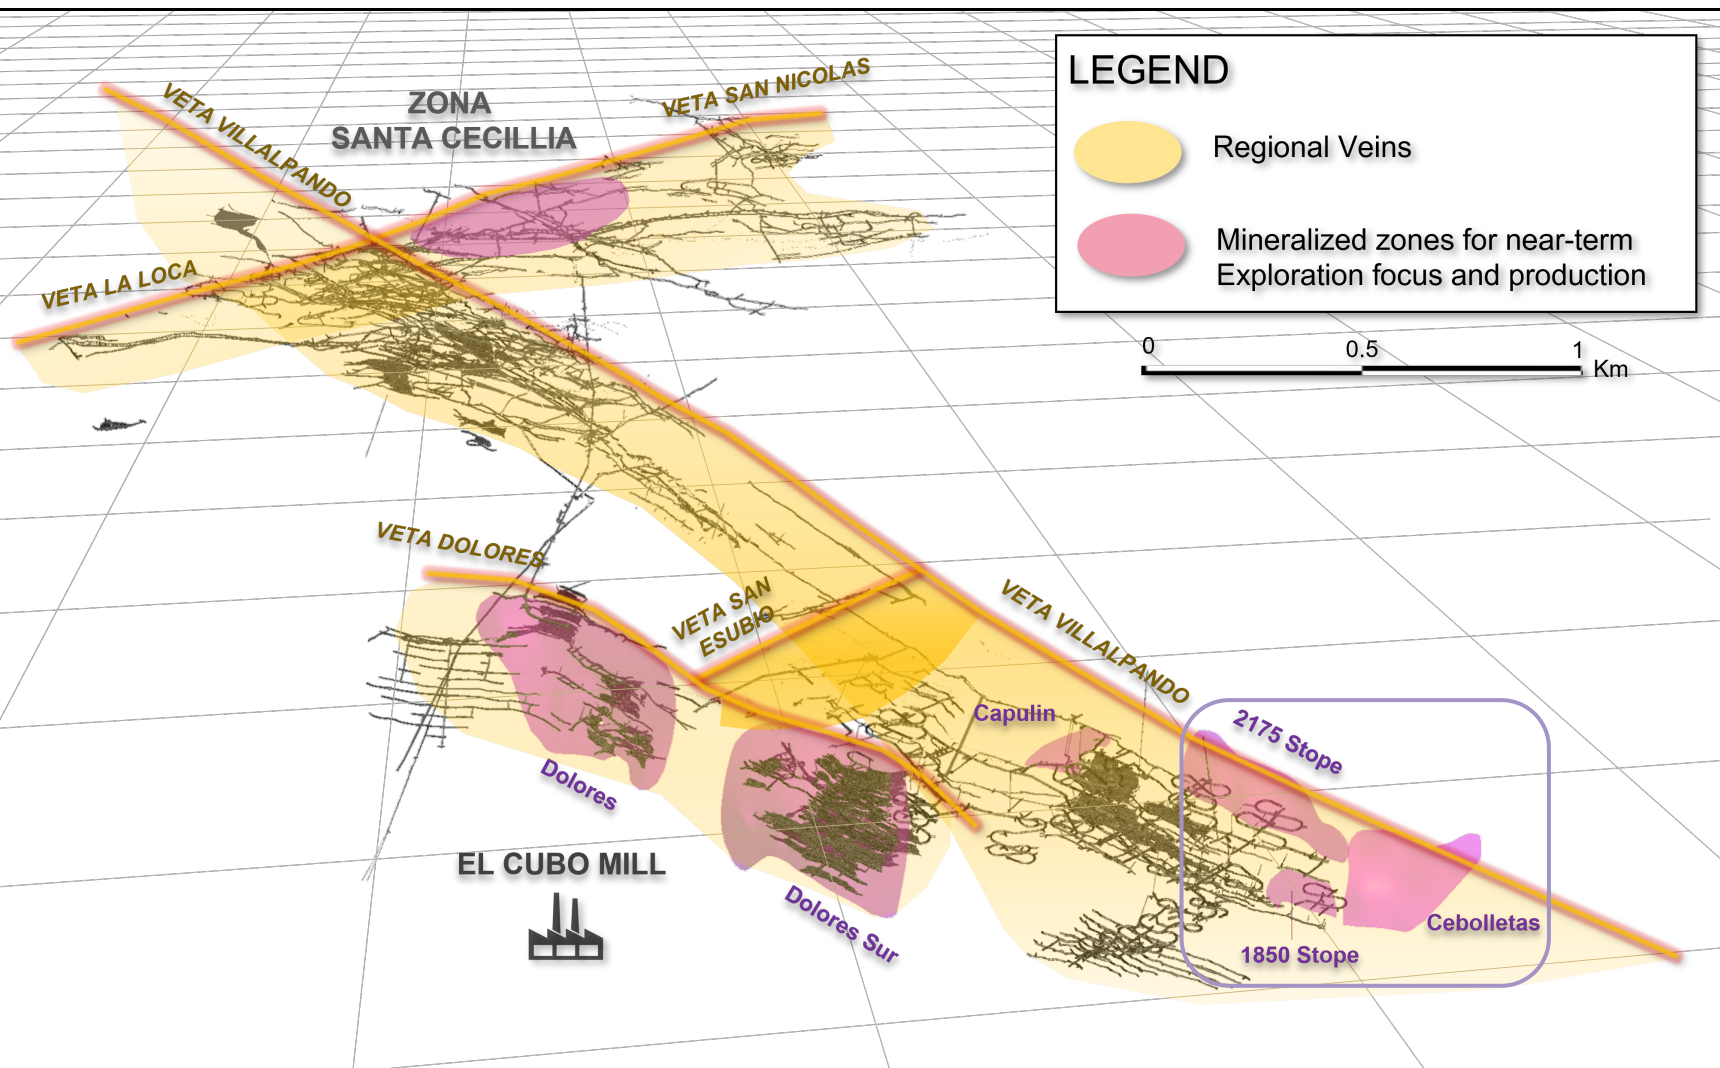 LEGEND
Regional Veins
Mineralized zones for near-term
Exploration focus and production
0 0.5 1
Km
VETA VILLALPANDO
ZONA
SANTA CECILLIA
VETA SAN NICOLAS
VETA LA LOCA
VETA DOLORES
VETA SAN
ESUBIO
VETA VILLALPANDO
Capulin
2175 Stope
Dolores
EL CUBO MILL
Dolores Sur
Cebolletas
1850 Stope